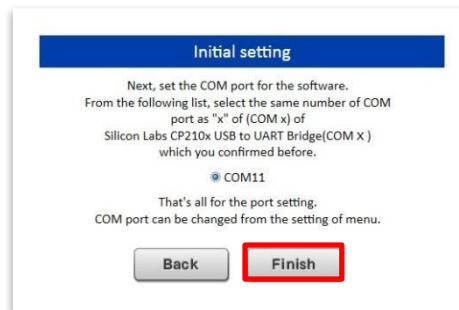 Initial setting
Next, set the COM port for the software.
From the following list, select the same number of COM
port as "x" of (COM x) of
Silicon Labs CP210x USB to UART Bridge(COM X )
which you confirmed before.
COM11
That's all for the port setting.
COM port can be changed from the setting of menu.
Back Finish